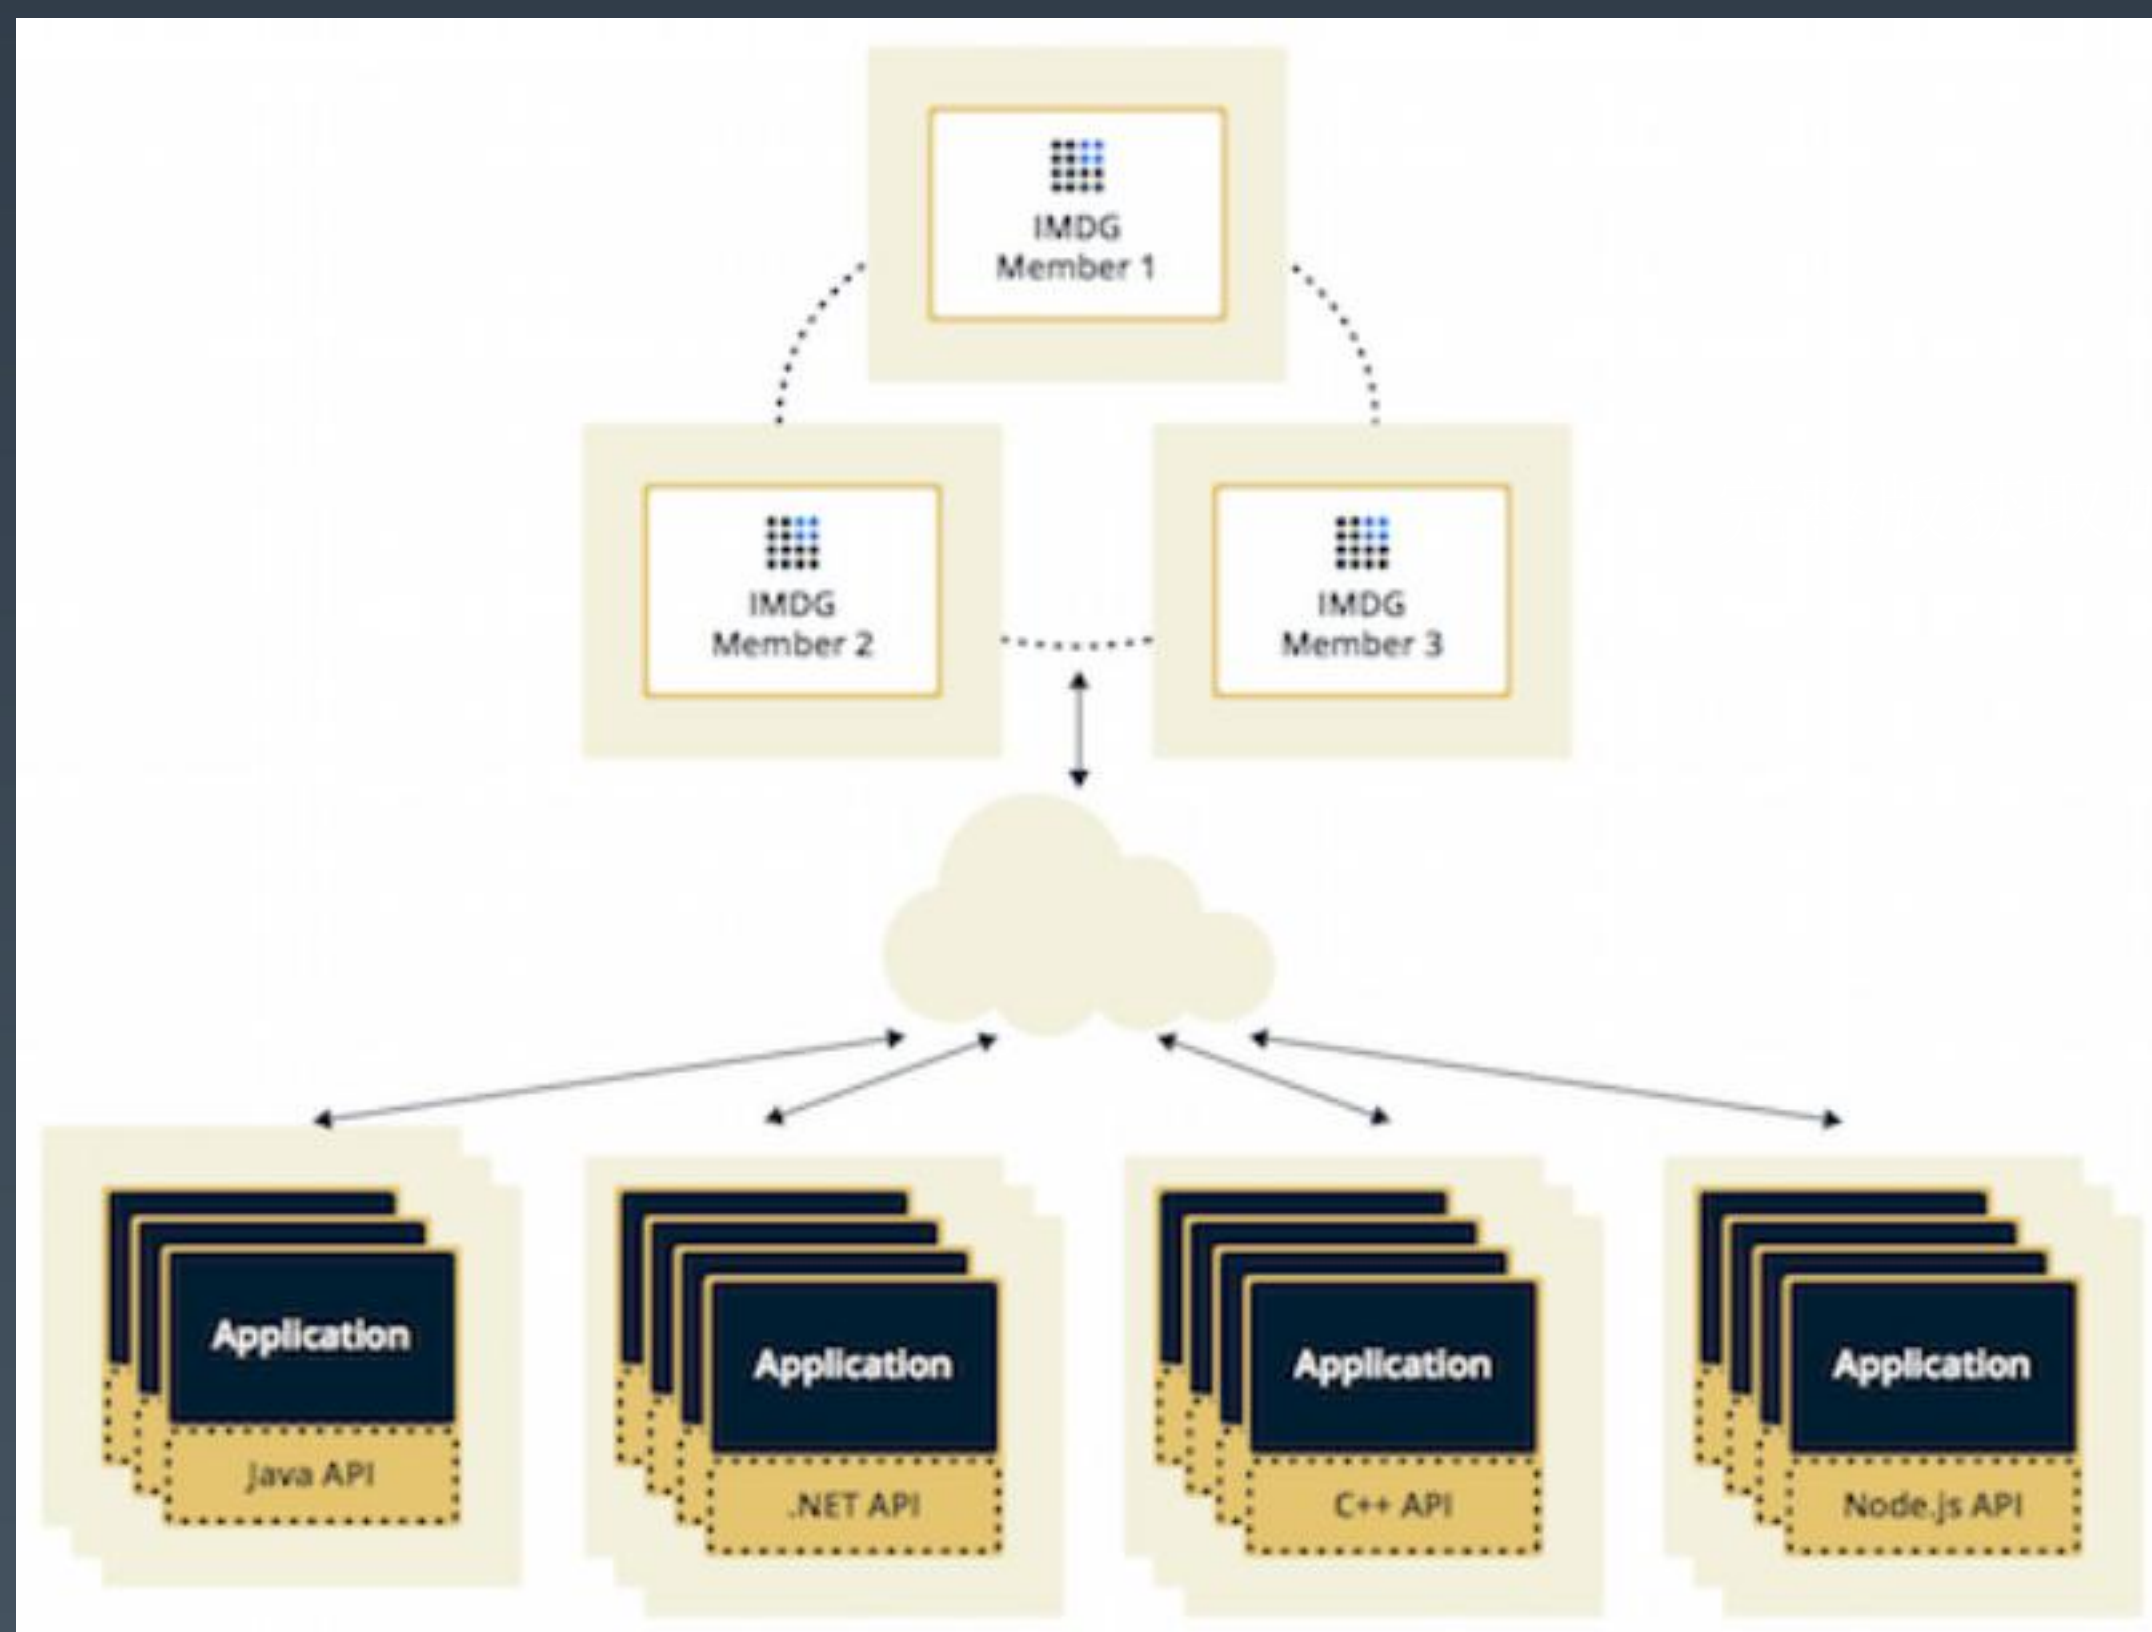 IMDG
Member 1
IMDG
Member 2
IMDG
Member 3
Application
Java API
Application
.NET API
Application
C++ API
Application
Node.js API